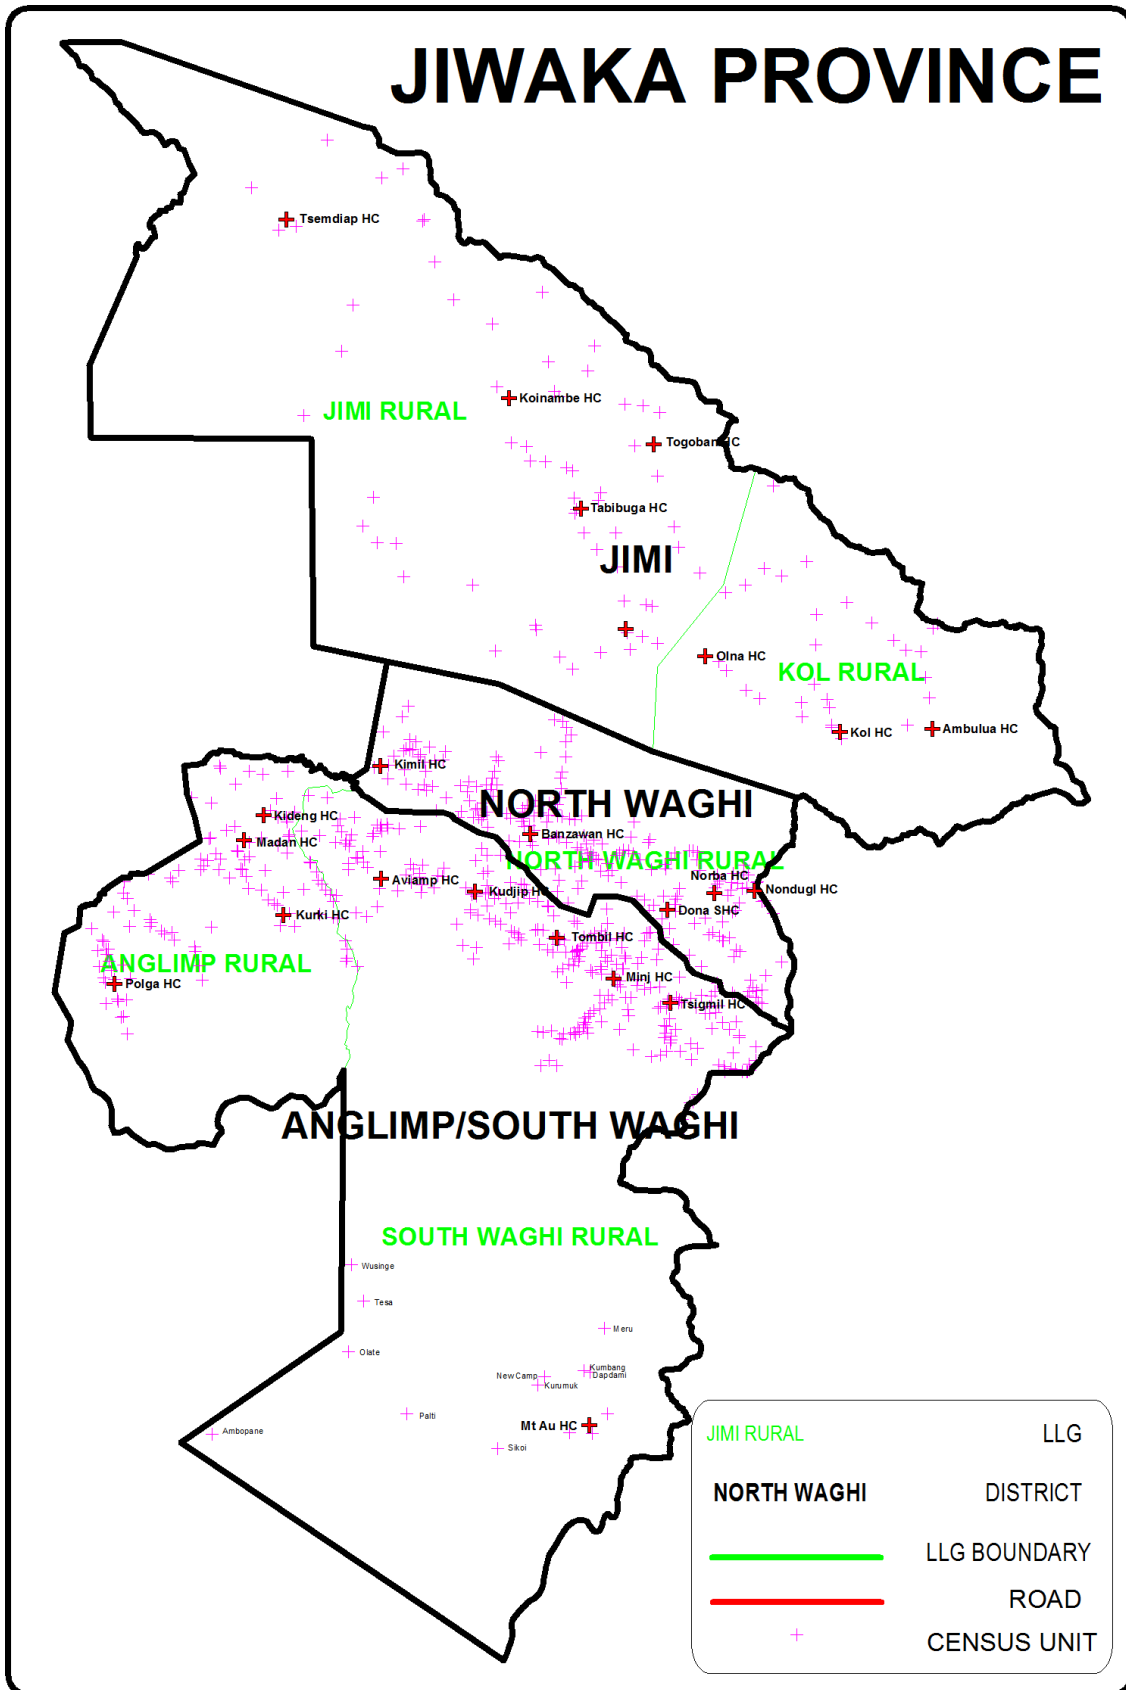 JIWAKA PROVINCE
Tsemdiap HC
Koinambe HC
JIMI RURAL
Togoban HC
Tabibuga HC
JIMI
Olna HC
KOL RURAL
Ambulua HC
Kol HC
Kimil HC
NORTH WAGHI
Kideng HC
Banzawan HC
Madan HC
NORTH WAGHI RURAL
Norba HC
Aviamp HC
Kudjip HC
Nondugl HC
Dona SHC
Kurki HC
Tombil HC
ANGLIMP RURAL
Minj HC
Polga HC
Tsigmil HC
ANGLIMP/SOUTH WAGHI
SOUTH WAGHI RURAL
Wusinge
Tesa
Meru
Olate
Kumbang
New Camp
Dapdami
Kurumuk
Palti
Mt Au HC
Ambopane
Sikoi
JIMI RURAL LLG
NORTH WAGHI DISTRICT
LLG BOUNDARY
ROAD
CENSUS UNIT